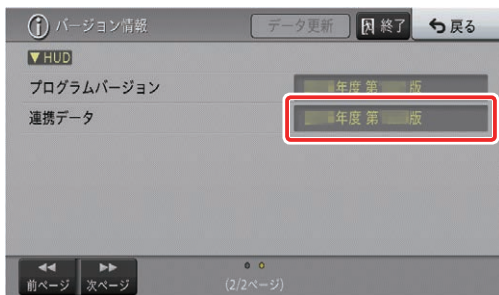 バージョン情報
データ更新
終了
戻る
▼HUD
プログラムバージョン
年度 第 版
連携データ
年度 第 版
前ページ
次ページ
(2/2ページ)